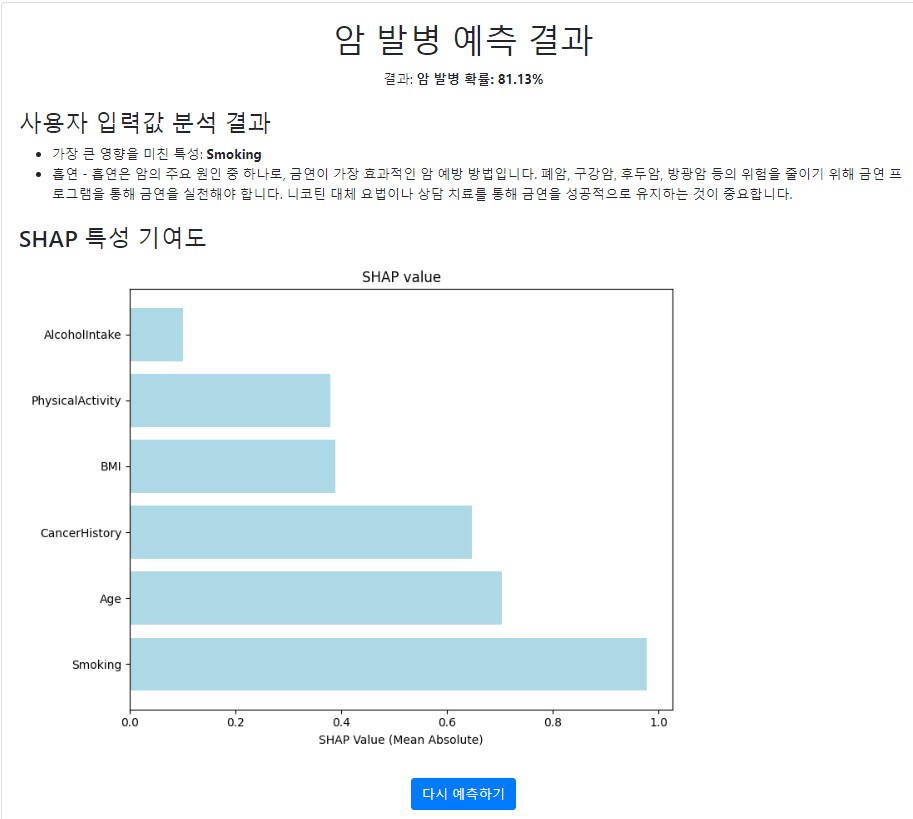 암 발병 예측 결과
결과: 암 발병 확률: 81.13%
사용자 입력값 분석 결과
가장 큰 영향을 미친 특성: Smoking
흡연 - 흡연은 암의 주요 원인 중 하나로, 금연이 가장 효과적인 암 예방 방법입니다. 폐암, 구강암, 후두암, 방광암 등의 위험을 줄이기 위해 금연 프
로그램을 통해 금연을 실천해야 합니다. 니코틴 대체 요법이나 상담 치료를 통해 금연을 성공적으로 유지하는 것이 중요합니다.
SHAP 특성 기여도
SHAP value
AlcoholIntake
PhysicalActivity
BMI
CancerHistory
Age
Smoking
0.0 0.2 0.4 0.6 0.8 1.0
SHAP Value (Mean Absolute)
다시 예측하기